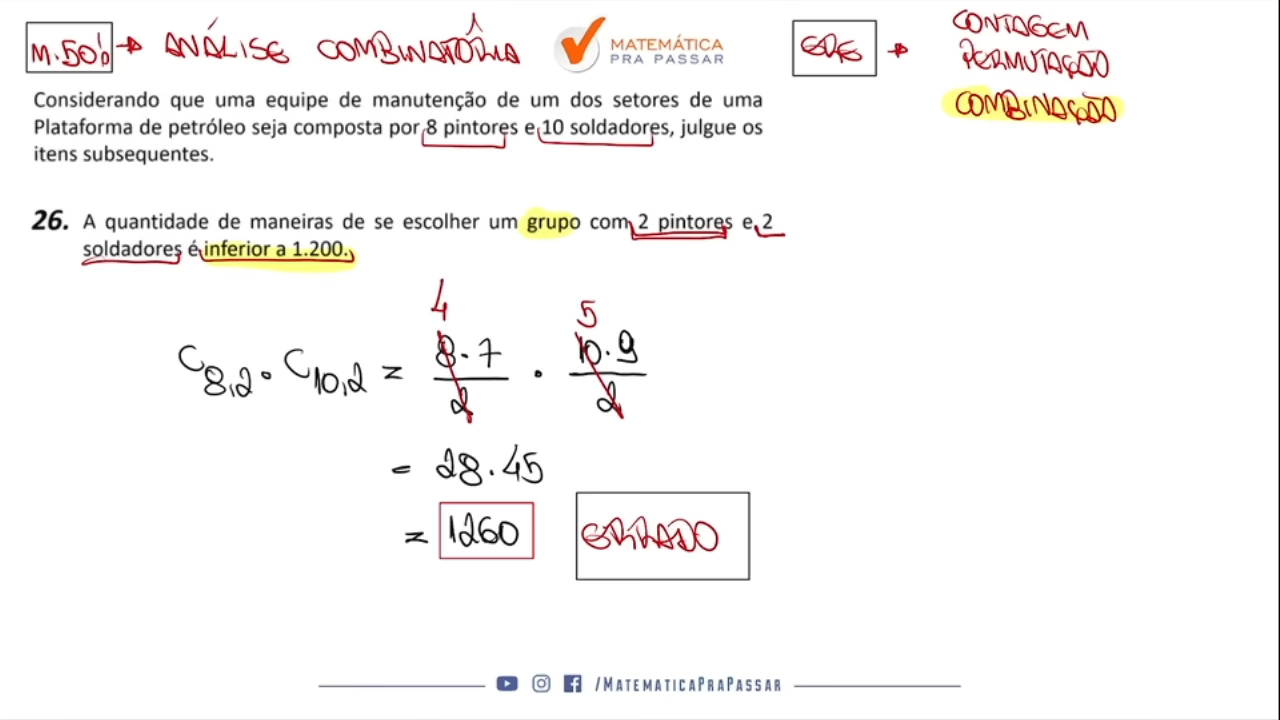 M.50'p → ANÁLISE COMBINATÓRIA
MATEMÁTICA
PRA PASSAR
CONTAGEM
PERMUTAÇÃO
COMBINAÇÃO
Considerando que uma equipe de manutenção de um dos setores de uma
Plataforma de petróleo seja composta por 8 pintores e 10 soldadores, julgue os
itens subsequentes.
26. A quantidade de maneiras de se escolher um grupo com 2 pintores e 2
soldadores é inferior a 1.200.
4 5
C8,2 . C10,2 = 8.7/2 . 10.9/2
= 28.45
= 1260 ERRADO
/MATEMATICAPRAPASSAR